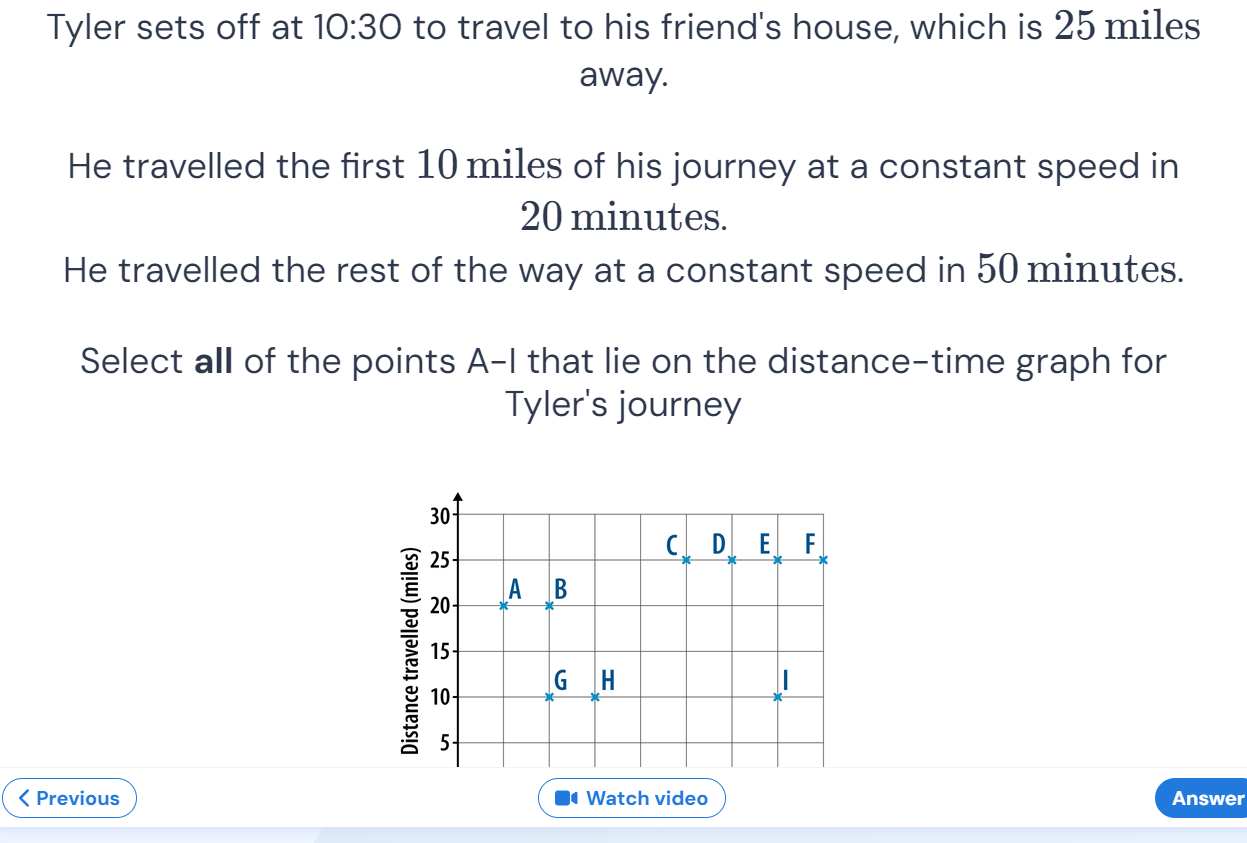 Tyler sets off at 10:30 to travel to his friend's house, which is 25 miles
away.
He travelled the first 10 miles of his journey at a constant speed in
20 minutes.
He travelled the rest of the way at a constant speed in 50 minutes.
Select all of the points A-I that lie on the distance-time graph for
Tyler's journey
Distance travelled (miles)
30
25
20
15
10
5
C D E F
A B
G H I
Previous
Watch video
Answer